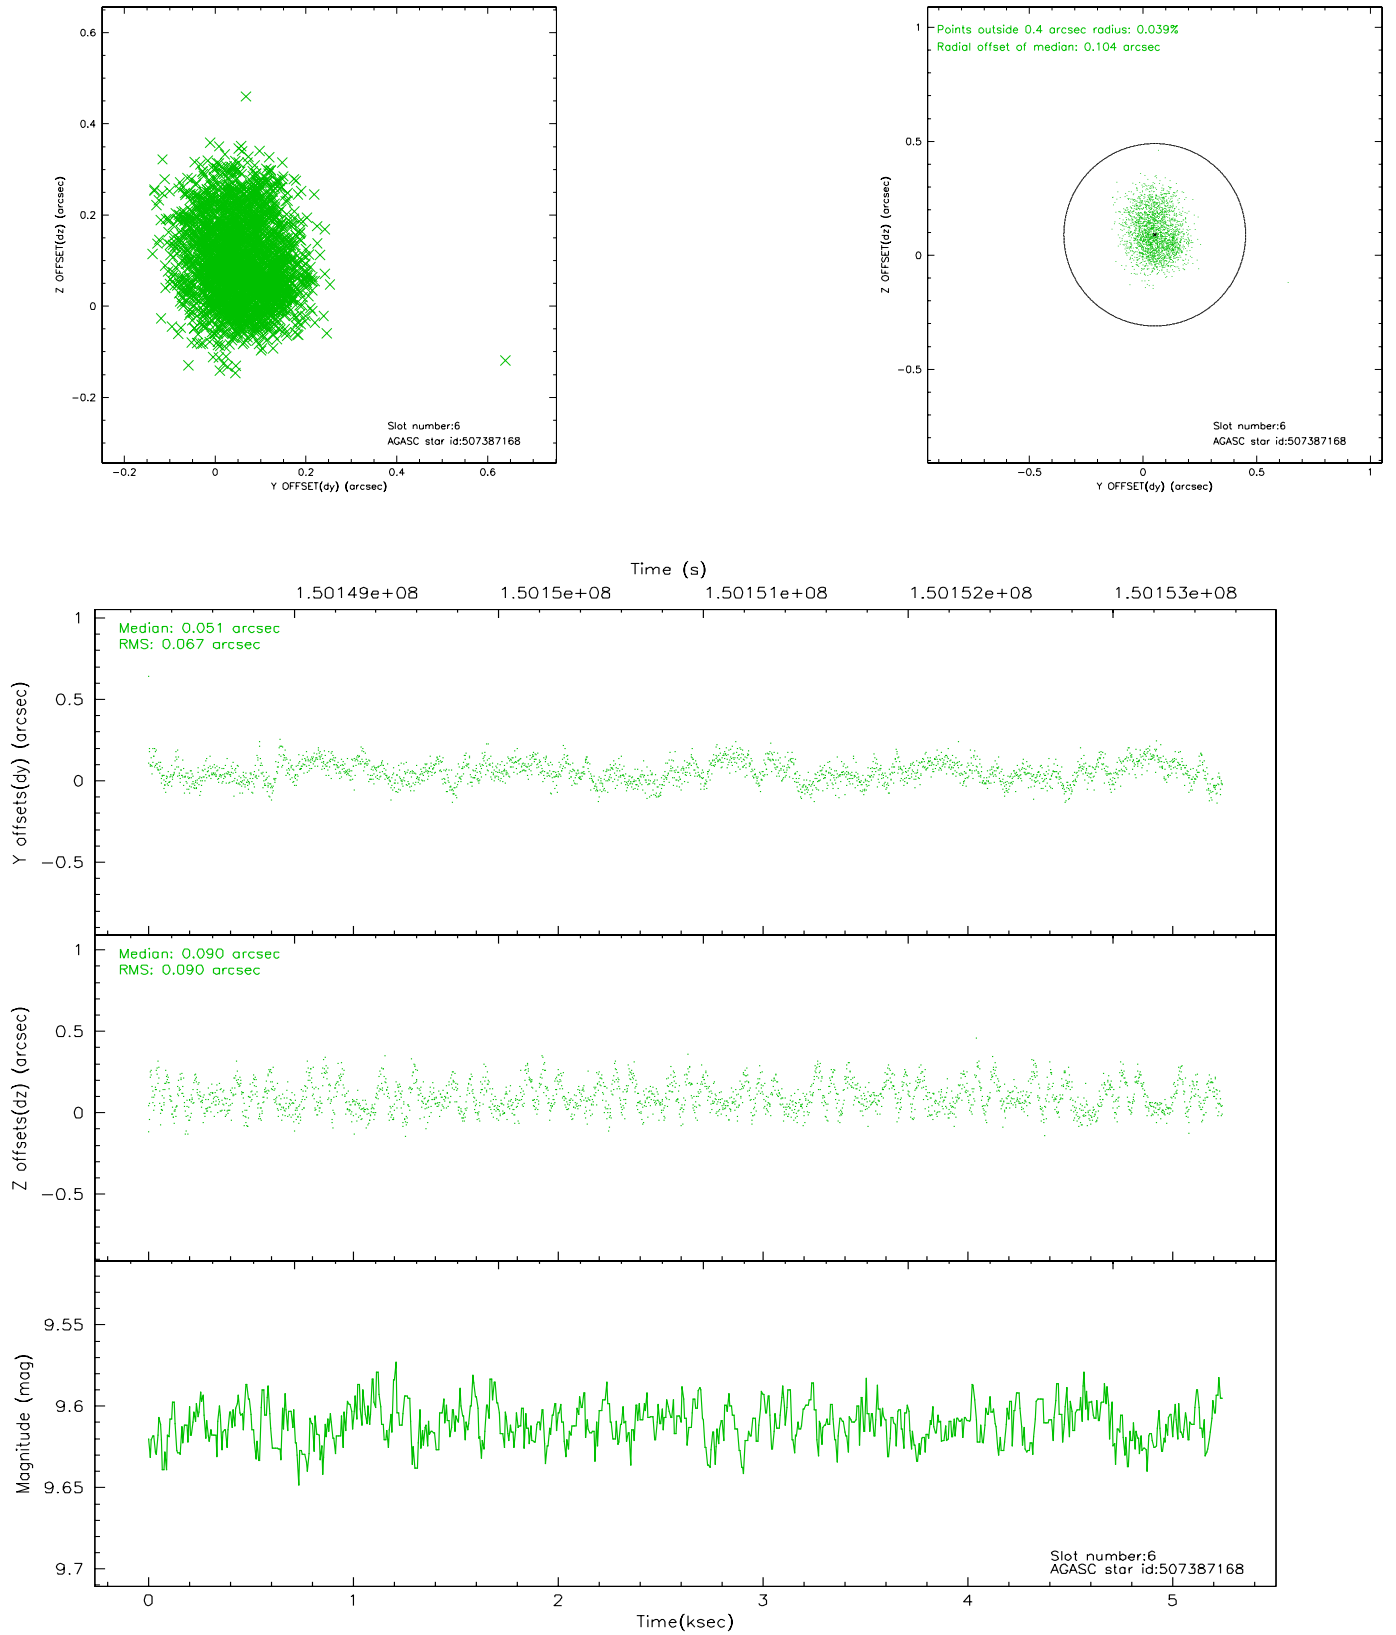 0.6
0.4
0.2
0
−0.2
Z OFFSET(dz) (arcsec)
−0.2 0 0.2 0.4 0.6
Y OFFSET(dy) (arcsec)
Slot number:6
AGASC star id:507387168
Points outside 0.4 arcsec radius: 0.039%
Radial offset of median: 0.104 arcsec
1
0.5
0
−0.5
Z OFFSET(dz) (arcsec)
−0.5 0 0.5 1
Y OFFSET(dy) (arcsec)
Slot number:6
AGASC star id:507387168
Time (s)
1.50149e+08 1.5015e+08 1.50151e+08 1.50152e+08 1.50153e+08
Median: 0.051 arcsec
RMS: 0.067 arcsec
1
0.5
0
−0.5
Y offsets(dy) (arcsec)
Median: 0.090 arcsec
RMS: 0.090 arcsec
1
0.5
0
−0.5
Z offsets(dz) (arcsec)
9.55
9.6
9.65
9.7
Magnitude (mag)
Slot number:6
AGASC star id:507387168
0 1 2 3 4 5
Time(ksec)